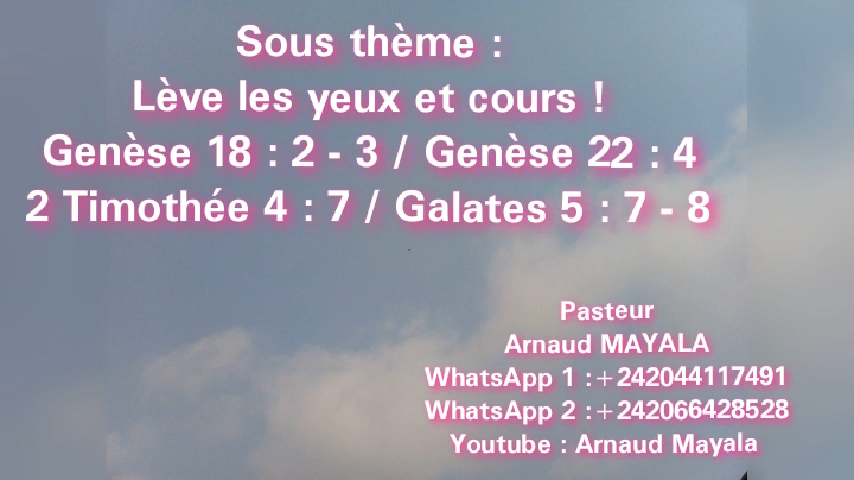 Sous thème :
Lève les yeux et cours !
Genèse 18 : 2 - 3 / Genèse 22 : 4
2 Timothée 4 : 7 / Galates 5 : 7 - 8
Pasteur
Arnaud MAYALA
WhatsApp 1 :+242044117491
WhatsApp 2 :+242066428528
Youtube : Arnaud Mayala